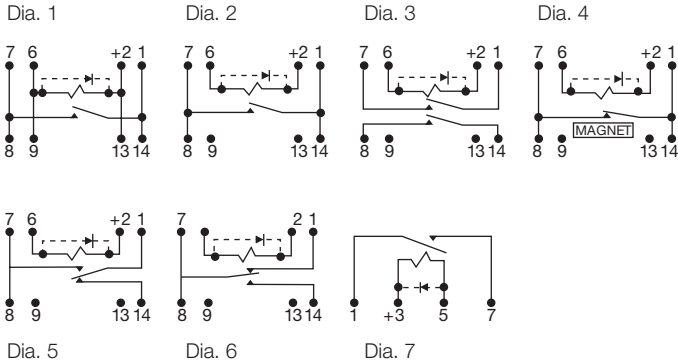 Dia. 1 Dia. 2 Dia. 3 Dia. 4
7 6 +2 1 7 6 +2 1 7 6 +2 1 7 6 +2 1
MAGNET
8 9 13 14 8 9 13 14 8 9 13 14 8 9 13 14
7 6 +2 1 7 2 1
8 9 13 14 8 9 13 14 1 +3 5 7
Dia. 5 Dia. 6 Dia. 7